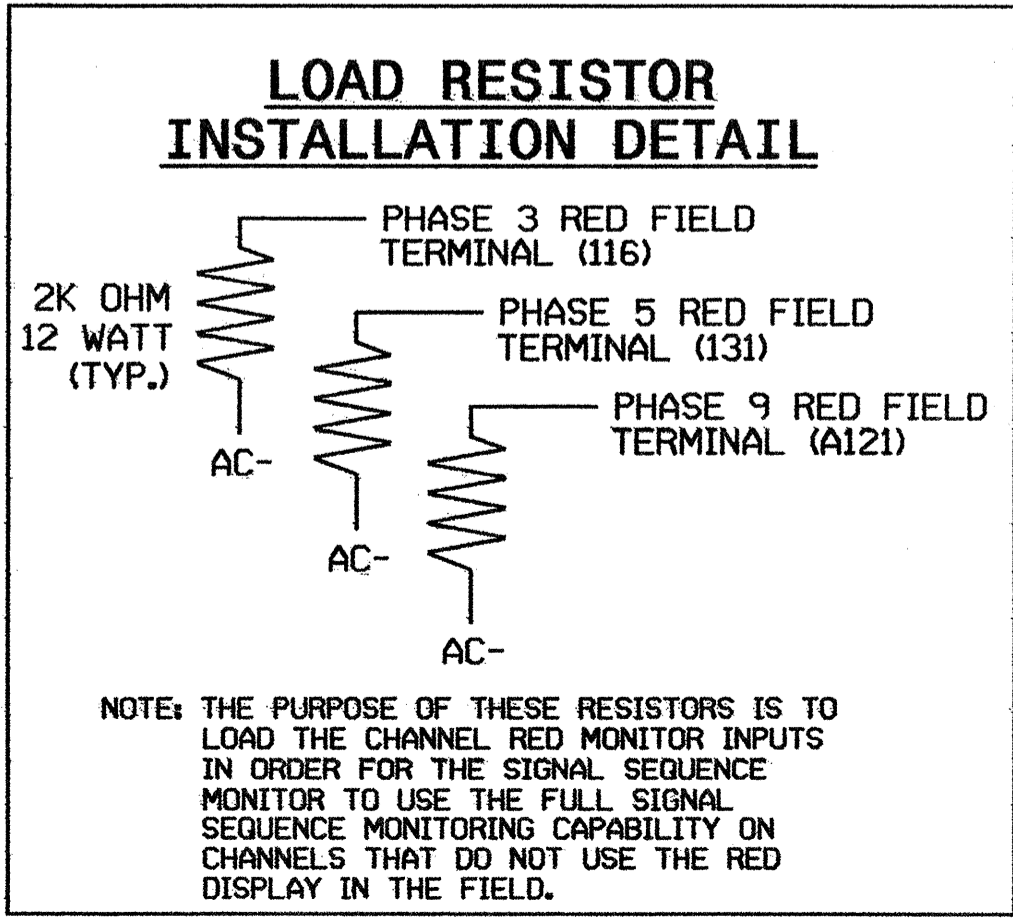 LOAD RESISTOR
INSTALLATION DETAIL
PHASE 3 RED FIELD
TERMINAL (116)
2K OHM
12 WATT
(TYP.)
AC-
PHASE 5 RED FIELD
TERMINAL (131)
AC-
PHASE 9 RED FIELD
TERMINAL (A121)
AC-
NOTE: THE PURPOSE OF THESE RESISTORS IS TO
LOAD THE CHANNEL RED MONITOR INPUTS
IN ORDER FOR THE SIGNAL SEQUENCE
MONITOR TO USE THE FULL SIGNAL
SEQUENCE MONITORING CAPABILITY ON
CHANNELS THAT DO NOT USE THE RED
DISPLAY IN THE FIELD.